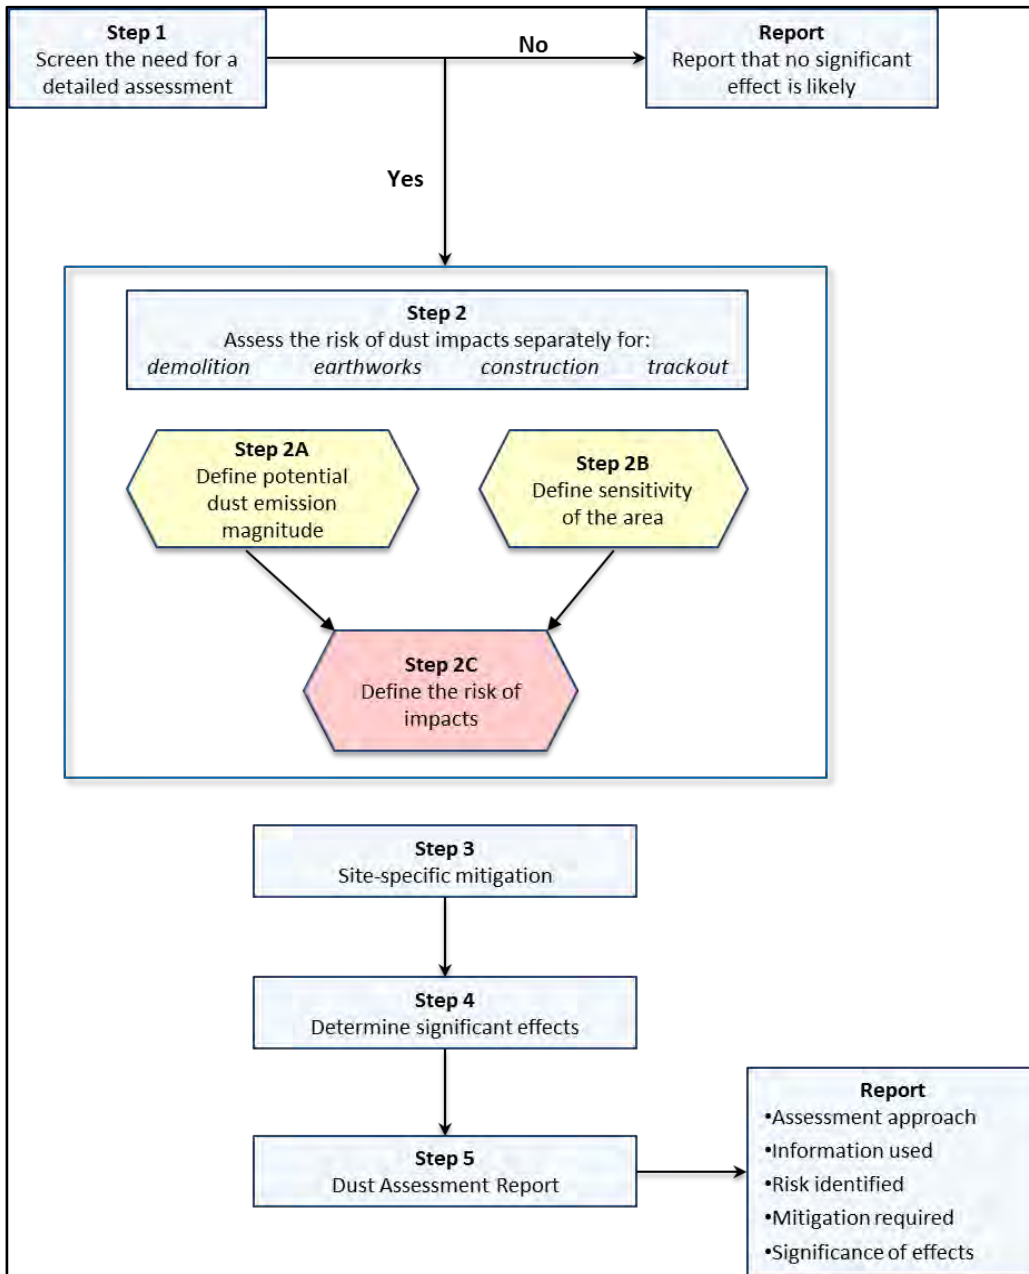 Step 1
Screen the need for a
detailed assessment
No
Report
Report that no significant
effect is likely
Yes
Step 2
Assess the risk of dust impacts separately for:
demolition earthworks construction trackout
Step 2A
Define potential
dust emission
magnitude
Step 2B
Define sensitivity
of the area
Step 2C
Define the risk of
impacts
Step 3
Site-specific mitigation
Step 4
Determine significant effects
Step 5
Dust Assessment Report
Report
•Assessment approach
•Information used
•Risk identified
•Mitigation required
•Significance of effects